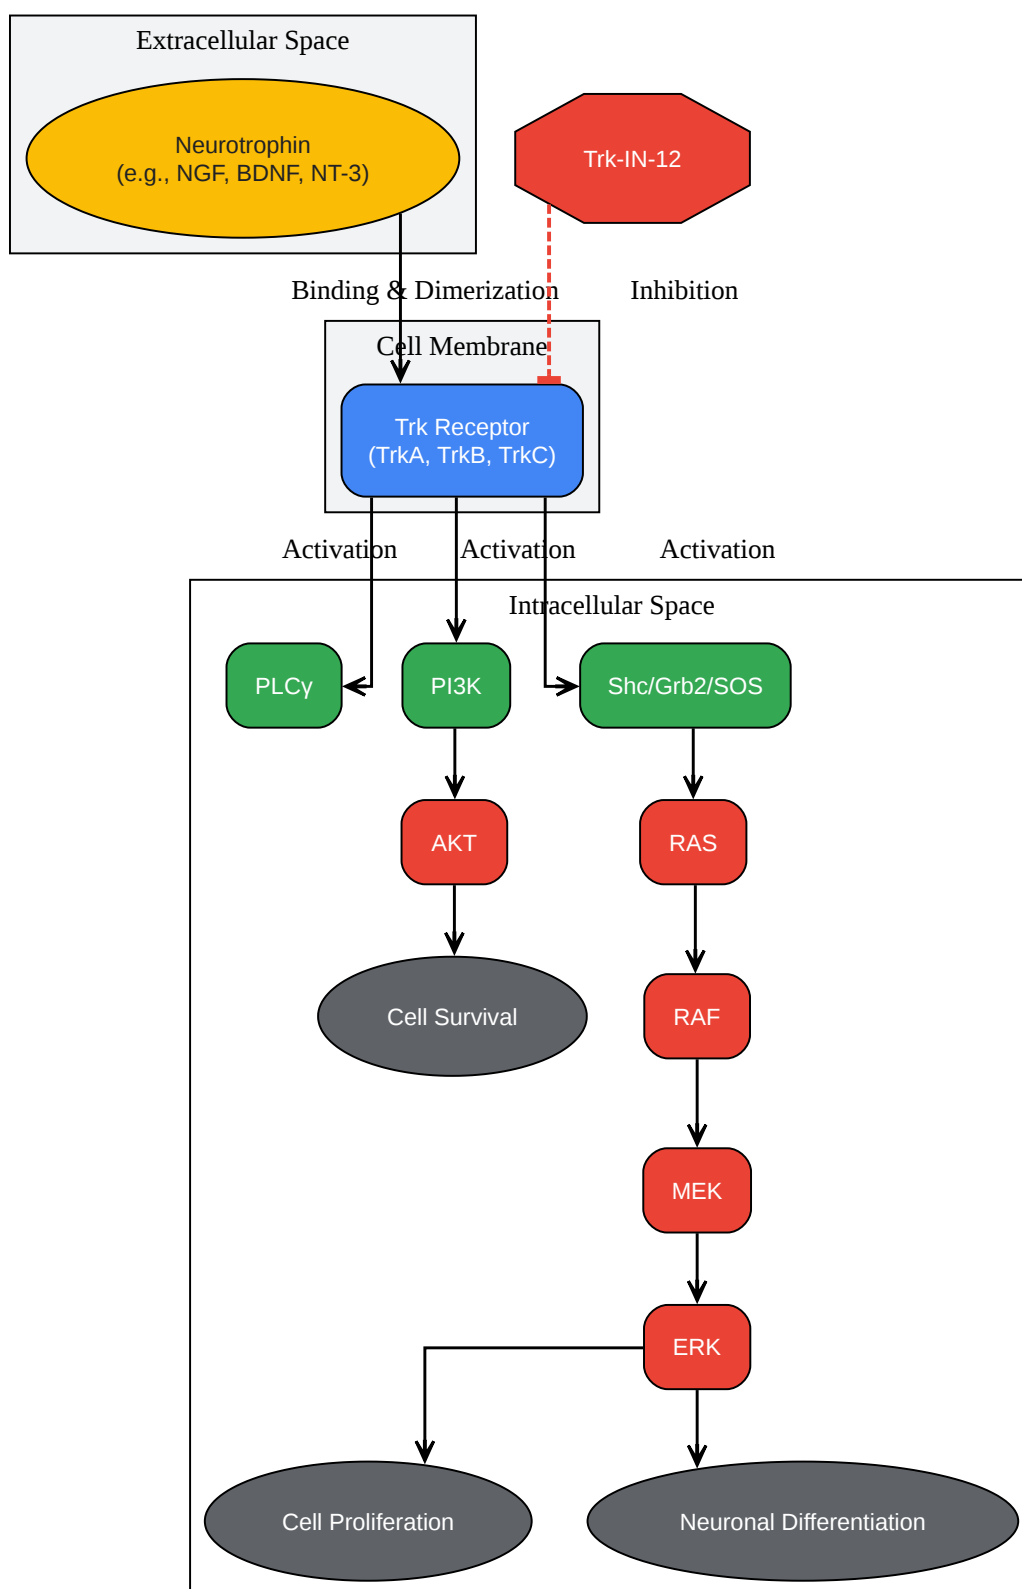 Extracellular Space
Neurotrophin
(e.g., NGF, BDNF, NT-3)
Trk-IN-12
Binding & Dimerization
Inhibition
Cell Membrane
Trk Receptor
(TrkA, TrkB, TrkC)
Activation
Activation
Activation
Intracellular Space
PLCγ
PI3K
Shc/Grb2/SOS
AKT
RAS
Cell Survival
RAF
MEK
ERK
Cell Proliferation
Neuronal Differentiation